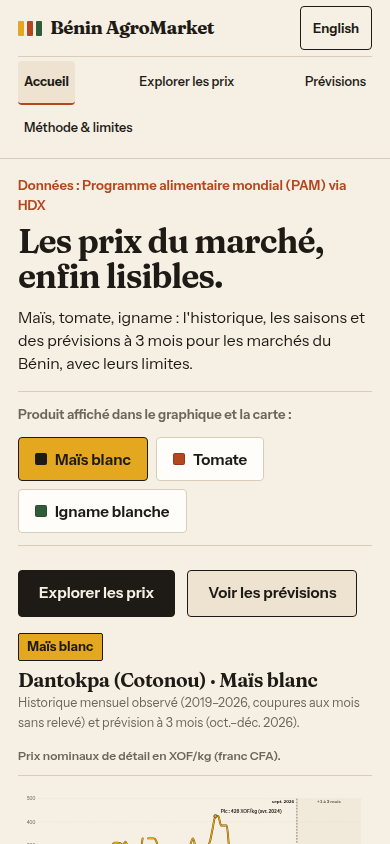 Bénin AgroMarket
English
Accueil
Explorer les prix
Prévisions
Méthode & limites
Données : Programme alimentaire mondial (PAM) via
HDX
Les prix du marché,
enfin lisibles.
Maïs, tomate, igname : l'historique, les saisons et
des prévisions à 3 mois pour les marchés du
Bénin, avec leurs limites.
Produit affiché dans le graphique et la carte :
Maïs blanc
Tomate
Igname blanche
Explorer les prix
Voir les prévisions
Maïs blanc
Dantokpa (Cotonou) · Maïs blanc
Historique mensuel observé (2019–2026, coupures aux mois
sans relevé) et prévision à 3 mois (oct.–déc. 2026).
Prix nominaux de détail en XOF/kg (franc CFA).
500
sept. 2026
+1 à 3 mois
Pic : 428 XOF/kg (avr. 2024)
400